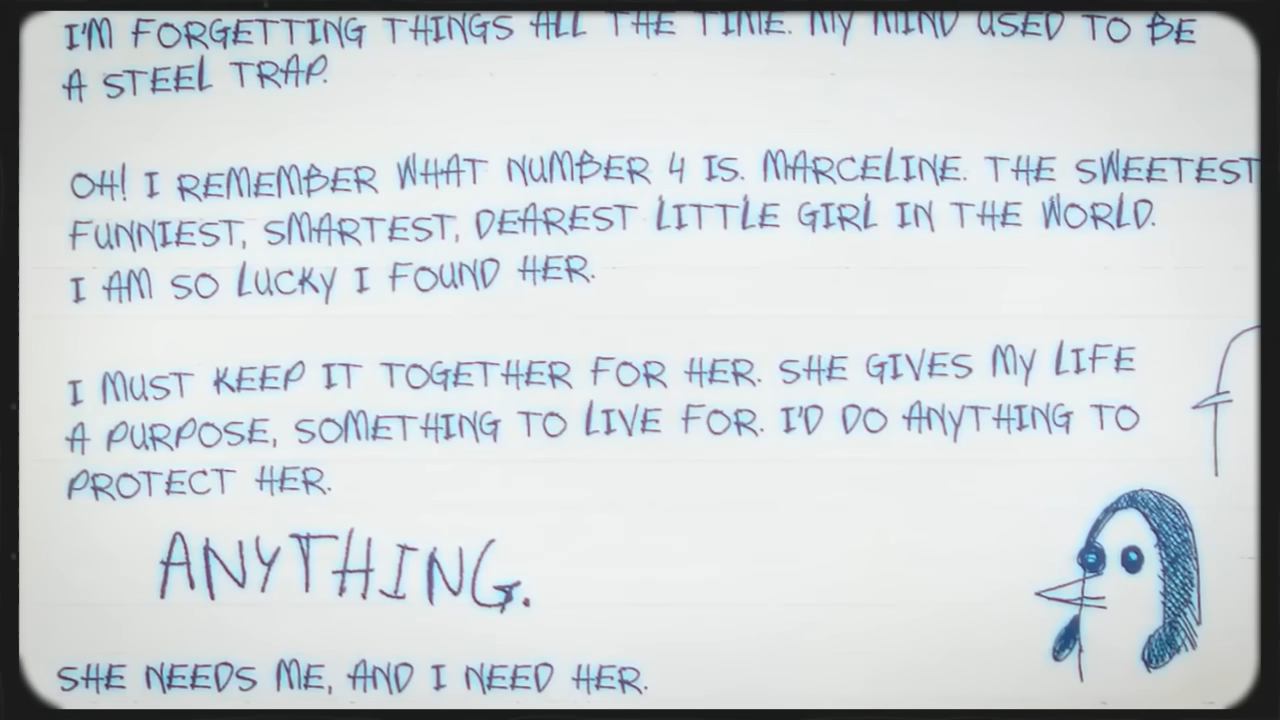 I'M FORGETTING THINGS ALL THE TIME. MY MIND USED TO BE
A STEEL TRAP.
OH! I REMEMBER WHAT NUMBER 4 IS. MARCELINE. THE SWEETEST
FUNNIEST, SMARTEST, DEAREST LITTLE GIRL IN THE WORLD.
I AM SO LUCKY I FOUND HER.
I MUST KEEP IT TOGETHER FOR HER. SHE GIVES MY LIFE
A PURPOSE, SOMETHING TO LIVE FOR. I'D DO ANYTHING TO
PROTECT HER.
ANYTHING.
SHE NEEDS ME, AND I NEED HER.